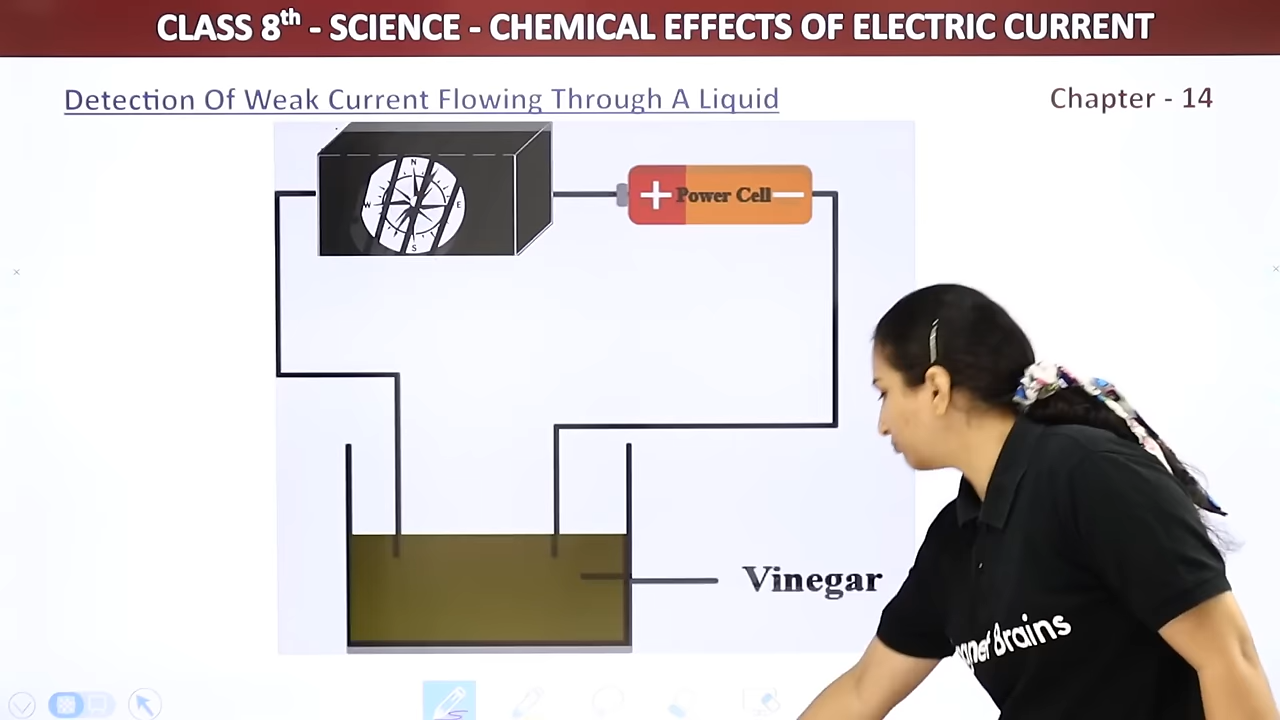 CLASS 8th - SCIENCE - CHEMICAL EFFECTS OF ELECTRIC CURRENT
Detection Of Weak Current Flowing Through A Liquid
Chapter - 14
N
W
E
S
+ Power Cell —
Vinegar
Brains